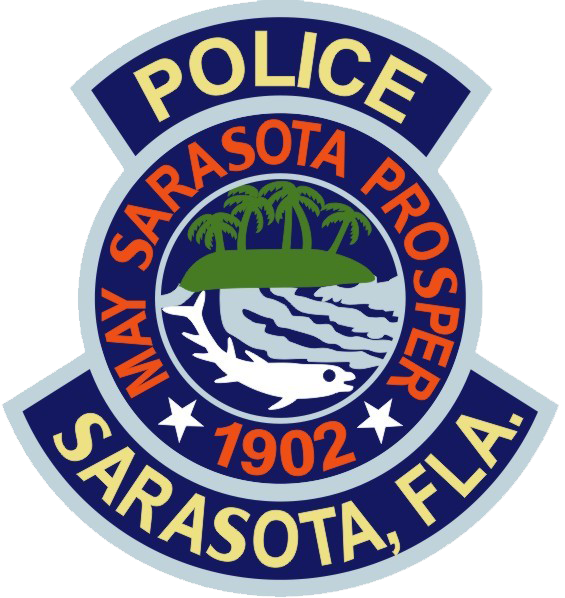 POLICE
MAY SARASOTA PROSPER
1902
SARASOTA, FLA.